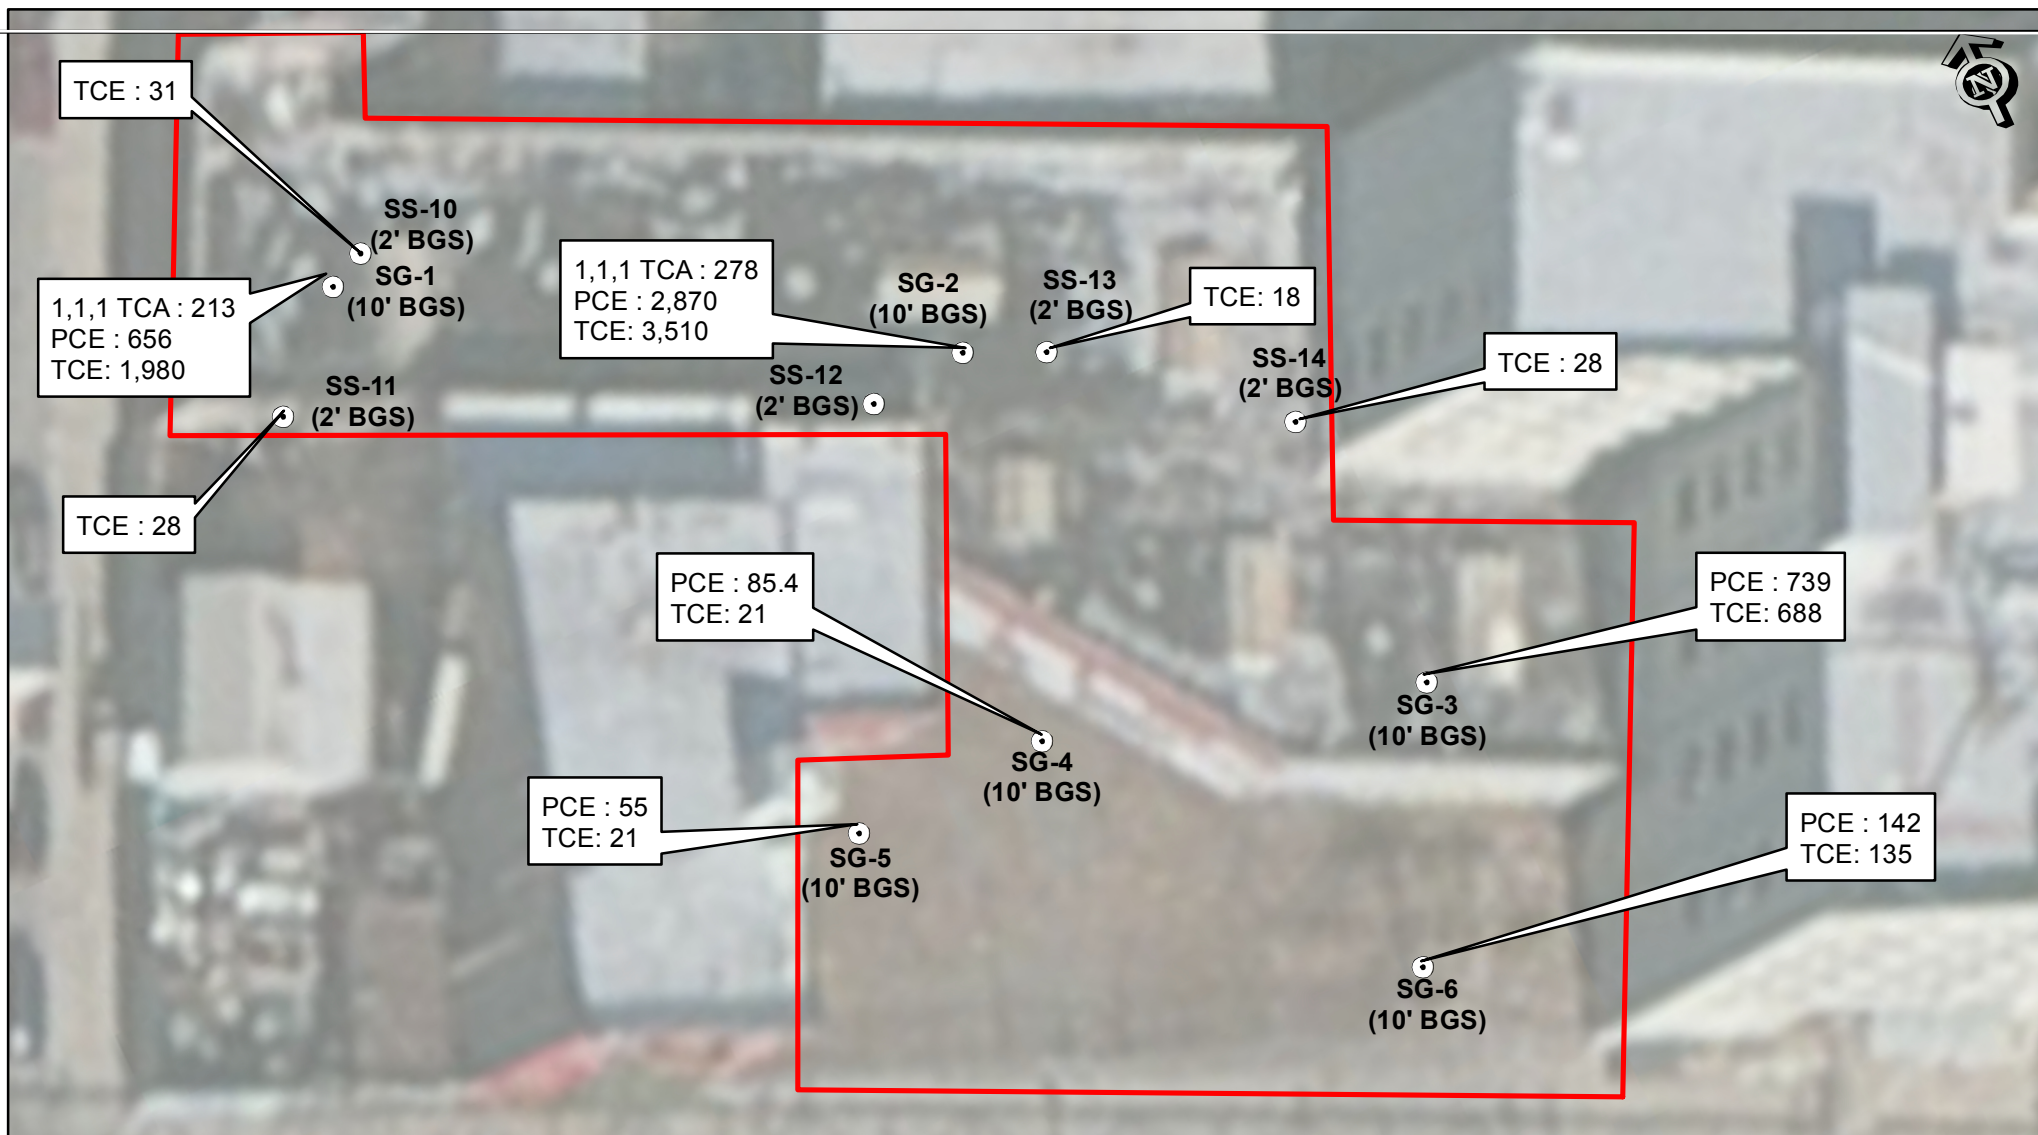 N
TCE : 31
SS-10
(2' BGS)
SG-1
(10' BGS)
1,1,1 TCA : 213
PCE : 656
TCE: 1,980
SS-11
(2' BGS)
TCE : 28
1,1,1 TCA : 278
PCE : 2,870
TCE: 3,510
SG-2
(10' BGS)
SS-13
(2' BGS)
TCE: 18
SS-12
(2' BGS)
SS-14
(2' BGS)
TCE : 28
PCE : 85.4
TCE: 21
SG-4
(10' BGS)
PCE : 739
TCE: 688
SG-3
(10' BGS)
PCE : 55
TCE: 21
SG-5
(10' BGS)
PCE : 142
TCE: 135
SG-6
(10' BGS)